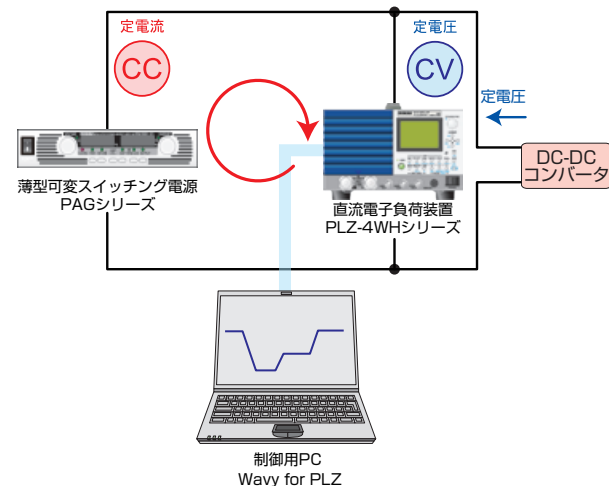 定電流
CC
定電圧
CV
定電圧
DC-DC
コンバータ
薄型可変スイッチング電源
PAGシリーズ
直流電子負荷装置
PLZ-4WHシリーズ
制御用PC
Wavy for PLZ